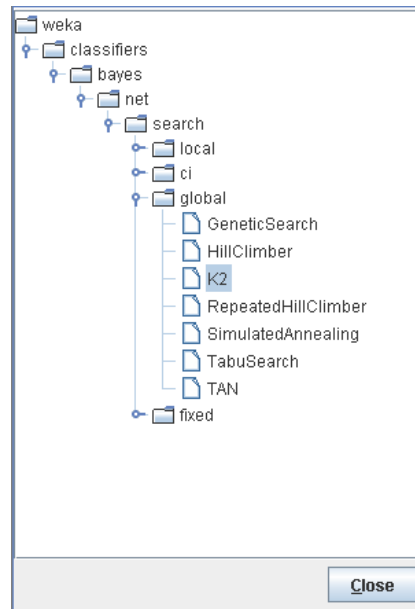 weka
classifiers
bayes
net
search
local
ci
global
GeneticSearch
HillClimber
K2
RepeatedHillClimber
SimulatedAnnealing
TabuSearch
TAN
fixed
Close